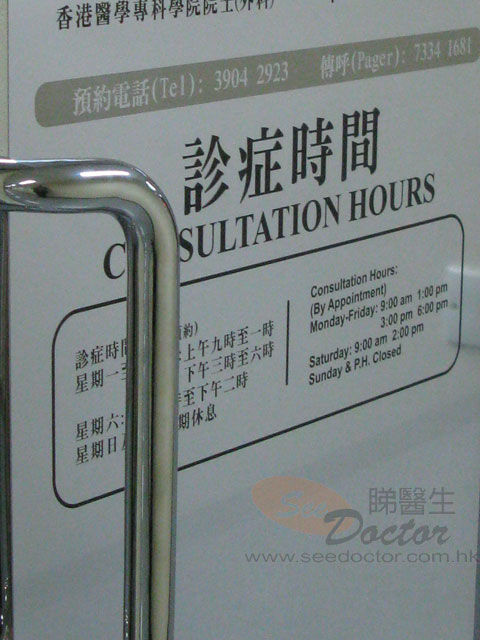 香港醫學專科學院院士(外科)
預約電話(Tel): 3904 2923 傳呼(Pager): 7334 1681
診症時間
CONSULTATION HOURS
診症時間 約)
星期一至 上午九時至一時
下午三時至六時
星期六: 至下午二時
星期日 期休息
Consultation Hours:
(By Appointment)
Monday-Friday: 9:00 am 1:00 pm
3:00 pm 6:00 pm
Saturday: 9:00 am 2:00 pm
Sunday & P.H. Closed
See 睇醫生
Doctor
www.seedoctor.com.hk